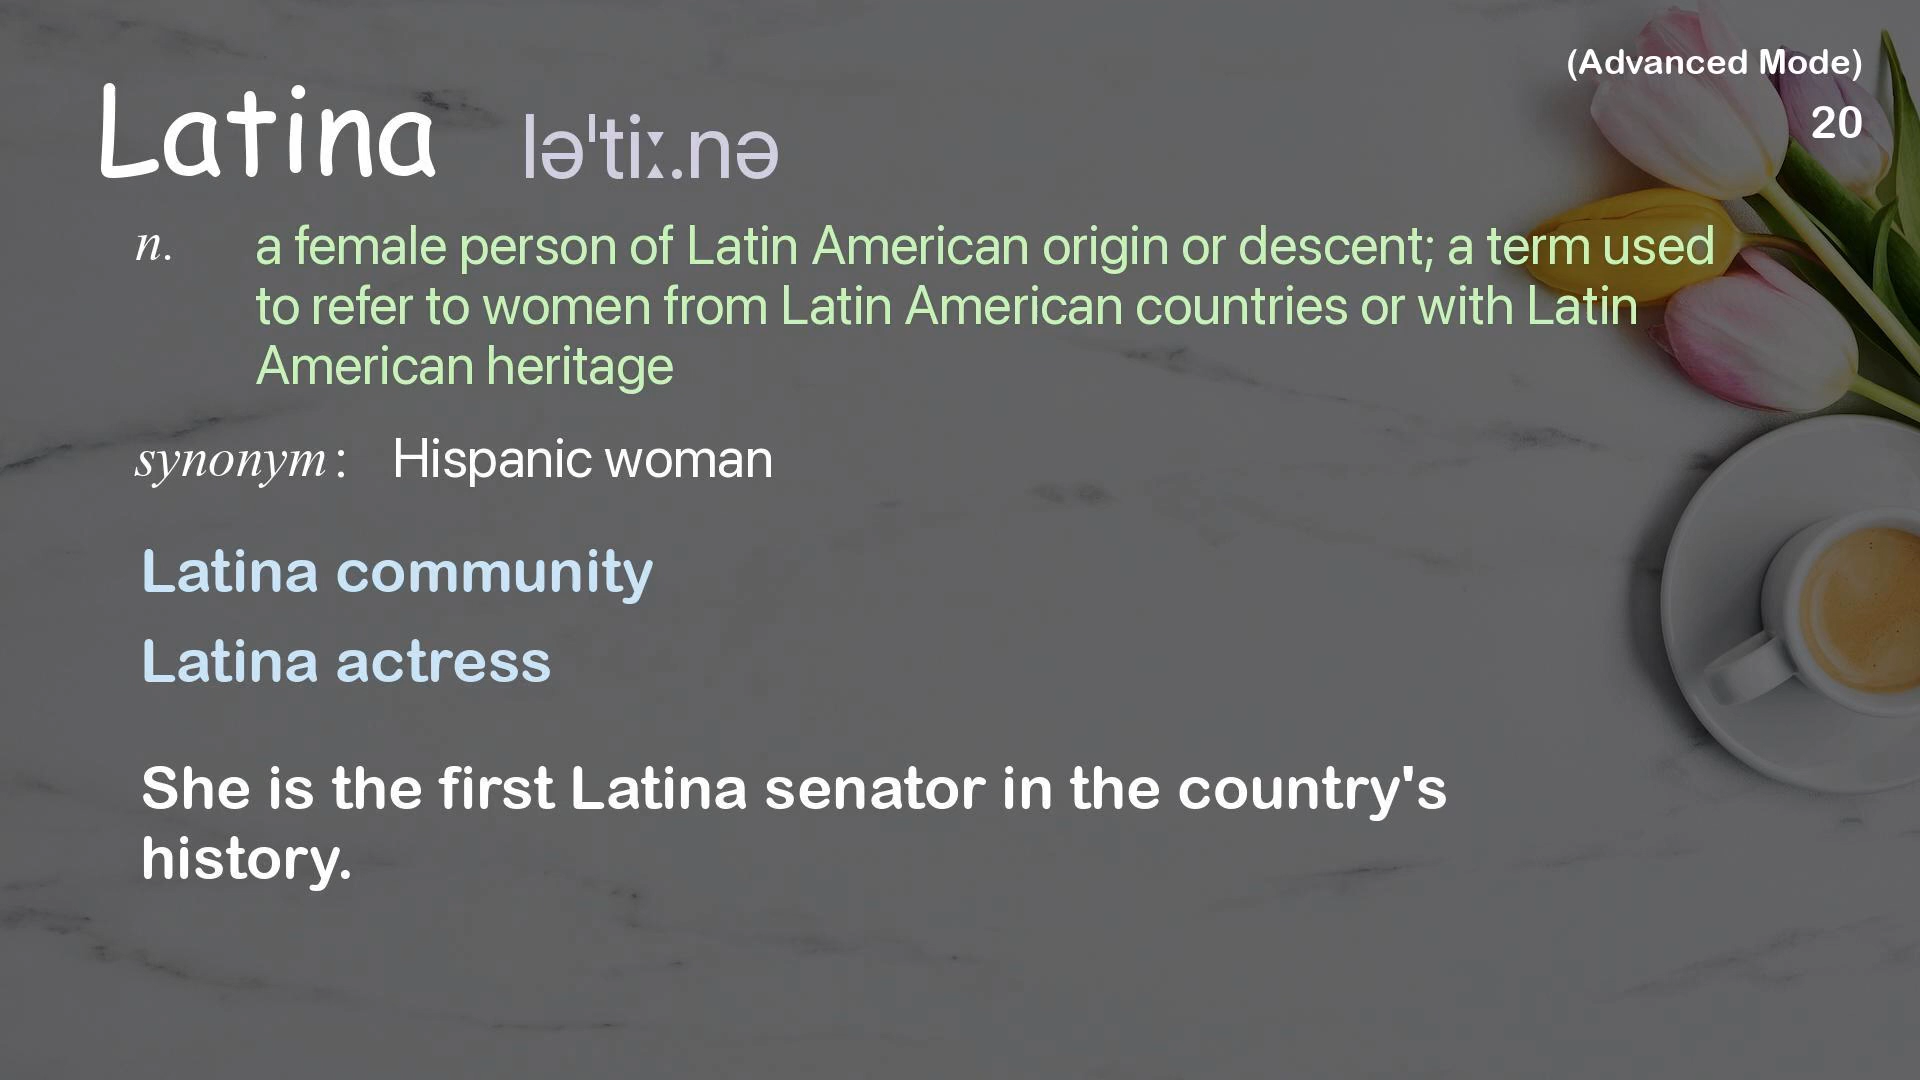 (Advanced Mode)
20
Latina ləˈtiː.nə
n. a female person of Latin American origin or descent; a term used
to refer to women from Latin American countries or with Latin
American heritage
synonym : Hispanic woman
Latina community
Latina actress
She is the first Latina senator in the country's
history.